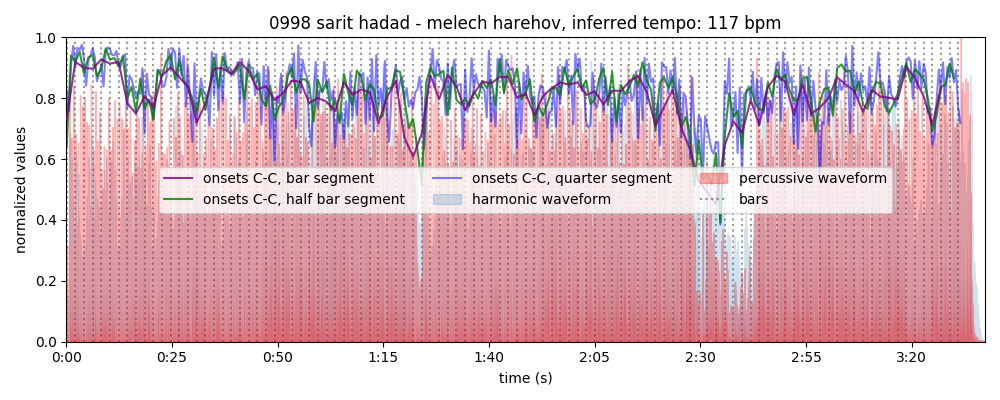 0998 sarit hadad - melech harehov, inferred tempo: 117 bpm
normalized values
1.0
0.8
0.6
0.4
0.2
0.0
onsets C-C, bar segment
onsets C-C, half bar segment
onsets C-C, quarter segment
harmonic waveform
percussive waveform
bars
0:00 0:25 0:50 1:15 1:40 2:05 2:30 2:55 3:20
time (s)